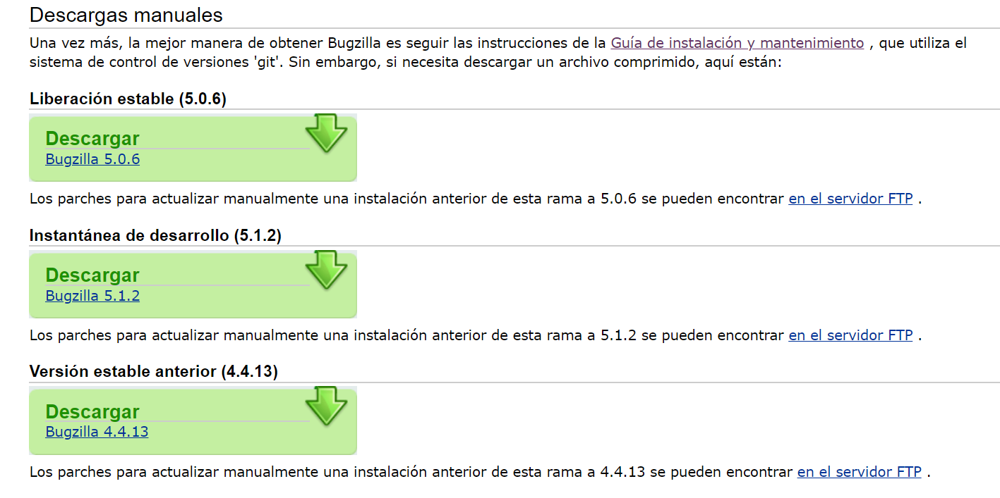 Descargas manuales
Una vez más, la mejor manera de obtener Bugzilla es seguir las instrucciones de la Guía de instalación y mantenimiento , que utiliza el
sistema de control de versiones 'git'. Sin embargo, si necesita descargar un archivo comprimido, aquí están:
Liberación estable (5.0.6)
Descargar
Bugzilla 5.0.6
Los parches para actualizar manualmente una instalación anterior de esta rama a 5.0.6 se pueden encontrar en el servidor FTP .
Instantánea de desarrollo (5.1.2)
Descargar
Bugzilla 5.1.2
Los parches para actualizar manualmente una instalación anterior de esta rama a 5.1.2 se pueden encontrar en el servidor FTP .
Versión estable anterior (4.4.13)
Descargar
Bugzilla 4.4.13
Los parches para actualizar manualmente una instalación anterior de esta rama a 4.4.13 se pueden encontrar en el servidor FTP .